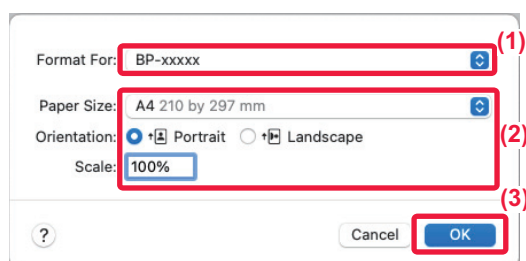 (1)
Format For: BP-xxxxx
Paper Size: A4 210 by 297 mm
(2)
Orientation: Portrait Landscape
Scale: 100%
(3)
? Cancel OK